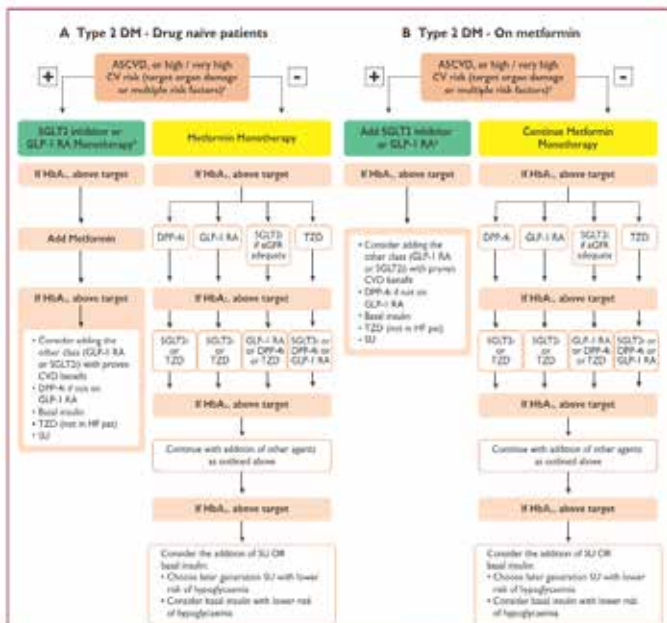 A Type 2 DM - Drug naive patients
+
ASCVD, or high / very high
CV risk (target organ damage
or multiple risk factors)
-
SGLT2 inhibitor or
GLP-1 RA Monotherapy
Metformin Monotherapy
If HbA1c above target
If HbA1c above target
Add Metformin
DPP-4i
GLP-1 RA
SGLT2i
if eGFR
adequate
TZD
If HbA1c above target
If HbA1c above target
• Consider adding the
other class (GLP-1 RA
or SGLT2i) with proven
CVD benefit
• DPP-4i if not on
GLP-1 RA
• Basal insulin
• TZD (not in HF pat)
• SU
SGLT2i
or
TZD
SGLT2i
or
TZD
GLP-1 RA
or DPP-4i
or TZD
SGLT2i or
DPP-4i or
GLP-1 RA
If HbA1c above target
Continue with addition of other agents
as outlined above
If HbA1c above target
Consider the addition of SU OR
basal insulin:
• Choose later generation SU with lower
risk of hypoglycaemia
• Consider basal insulin with lower risk
of hypoglycaemia
B Type 2 DM - On metformin
+
ASCVD, or high / very high
CV risk (target organ damage
or multiple risk factors)
-
Add SGLT2 inhibitor
or GLP-1 RA
Continue Metformin
Monotherapy
If HbA1c above target
If HbA1c above target
• Consider adding the
other class (GLP-1 RA
or SGLT2i) with proven
CVD benefit
• DPP-4i if not on
GLP-1 RA
• Basal insulin
• TZD (not in HF pat)
• SU
DPP-4i
GLP-1 RA
SGLT2i
if eGFR
adequate
TZD
If HbA1c above target
SGLT2i
or
TZD
SGLT2i
or
TZD
GLP-1 RA
or DPP-4i
or TZD
SGLT2i or
DPP-4i or
GLP-1 RA
If HbA1c above target
Continue with addition of other agents
as outlined above
If HbA1c above target
Consider the addition of SU OR
basal insulin:
• Choose later generation SU with lower
risk of hypoglycaemia
• Consider basal insulin with lower risk
of hypoglycaemia